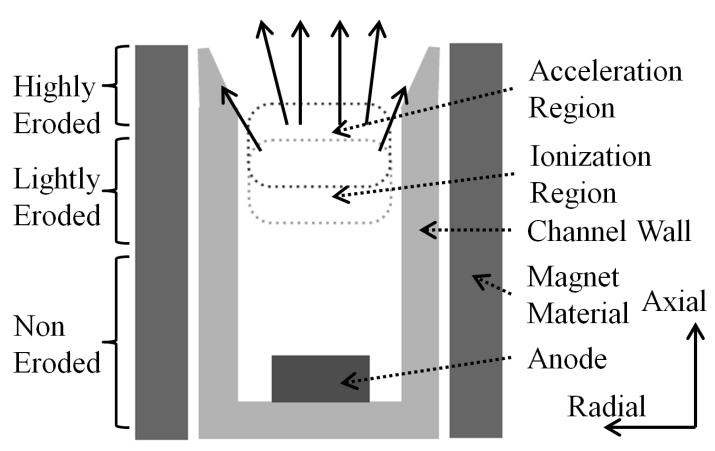 Highly
Eroded
Lightly
Eroded
Non
Eroded
Acceleration
Region
Ionization
Region
Channel Wall
Magnet
Material
Axial
Anode
Radial